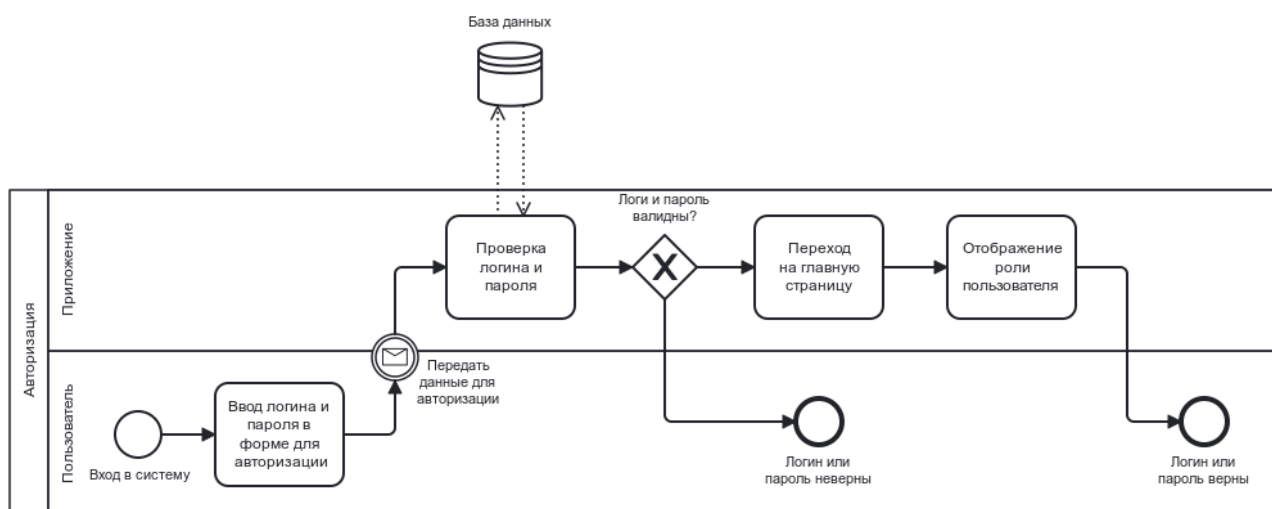 База данных
Авторизация
Приложение
Проверка
логина и
пароля
Логи и пароль
валидны?
Переход
на главную
страницу
Отображение
роли
пользователя
Пользователь
Вход в систему
Ввод логина и
пароля в
форме для
авторизации
Передать
данные для
авторизации
Логин или
пароль неверны
Логин или
пароль верны